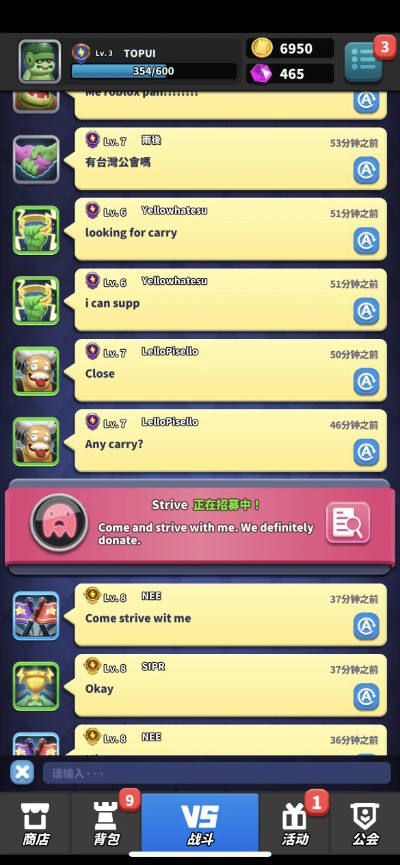 Lv. 3 TOPUI
354/600
6950
465
3
Me roblox pan!!!!!!!!
Lv. 7 雨後
53分钟之前
有台灣公會嗎
Lv. 6 Yellowhatesu
51分钟之前
looking for carry
Lv. 6 Yellowhatesu
51分钟之前
i can supp
Lv. 7 LelloPisello
50分钟之前
Close
Lv. 7 LelloPisello
46分钟之前
Any carry?
Strive 正在招募中！
Come and strive with me. We definitely
donate.
Lv. 8 NEE
37分钟之前
Come strive wit me
Lv. 8 SIPR
37分钟之前
Okay
Lv. 8 NEE
36分钟之前
请输入···
9
VS
1
商店
背包
战斗
活动
公会